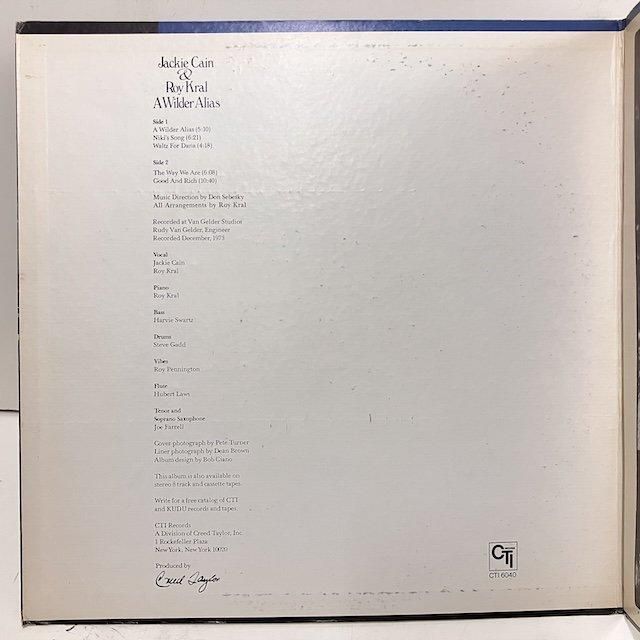 Jackie Cain
&
Roy Kral
A Wilder Alias
Side 1
A Wilder Alias (5:10)
Niki's Song (6:21)
Waltz For Dana (4:18)
Side 2
The Way We Are (6:08)
Good And Rich (10:40)
Music Direction by Don Sebesky
All Arrangements by Roy Kral
Recorded at Van Gelder Studios
Rudy Van Gelder, Engineer
Recorded December, 1973
Vocal
Jackie Cain
Roy Kral
Piano
Roy Kral
Bass
Harvie Swartz
Drums
Steve Gadd
Vibes
Roy Pennington
Flute
Hubert Laws
Tenor and
Soprano Saxophone
Joe Farrell
Cover photograph by Pete Turner
Liner photograph by Dean Brown
Album design by Bob Ciano
This album is also available on
stereo 8 track and cassette tapes.
Write for a free catalog of CTI
and KUDU records and tapes.
CTI Records
A Division of Creed Taylor, Inc.
1 Rockefeller Plaza
New York, New York 10020
Produced by
Creed Taylor
CTI
CTI 6040